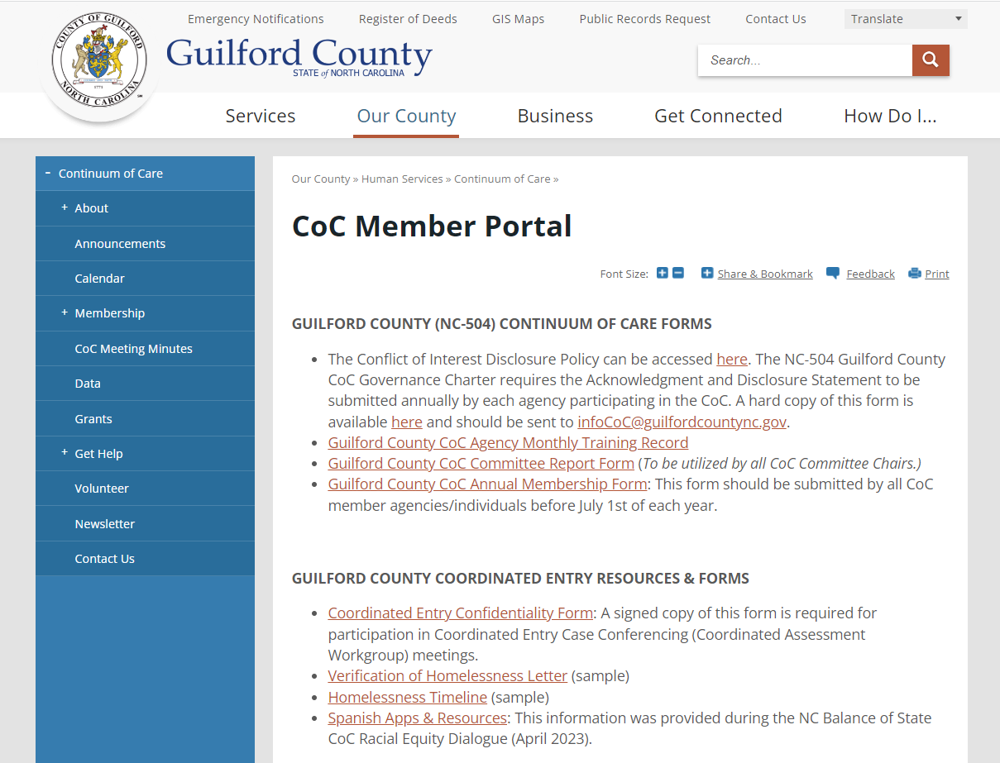 Emergency Notifications Register of Deeds GIS Maps Public Records Request Contact Us Translate
COUNTY OF GUILFORD
1771
NORTH CAROLINA
SM
Guilford County
STATE of NORTH CAROLINA
Search...
Services Our County Business Get Connected How Do I...
- Continuum of Care
+ About
Announcements
Calendar
+ Membership
CoC Meeting Minutes
Data
Grants
+ Get Help
Volunteer
Newsletter
Contact Us
Our County » Human Services » Continuum of Care »
CoC Member Portal
Font Size: + - + Share & Bookmark Feedback Print
GUILFORD COUNTY (NC-504) CONTINUUM OF CARE FORMS
• The Conflict of Interest Disclosure Policy can be accessed here. The NC-504 Guilford County
CoC Governance Charter requires the Acknowledgment and Disclosure Statement to be
submitted annually by each agency participating in the CoC. A hard copy of this form is
available here and should be sent to infoCoC@guilfordcountync.gov.
• Guilford County CoC Agency Monthly Training Record
• Guilford County CoC Committee Report Form (To be utilized by all CoC Committee Chairs.)
• Guilford County CoC Annual Membership Form: This form should be submitted by all CoC
member agencies/individuals before July 1st of each year.
GUILFORD COUNTY COORDINATED ENTRY RESOURCES & FORMS
• Coordinated Entry Confidentiality Form: A signed copy of this form is required for
participation in Coordinated Entry Case Conferencing (Coordinated Assessment
Workgroup) meetings.
• Verification of Homelessness Letter (sample)
• Homelessness Timeline (sample)
• Spanish Apps & Resources: This information was provided during the NC Balance of State
CoC Racial Equity Dialogue (April 2023).